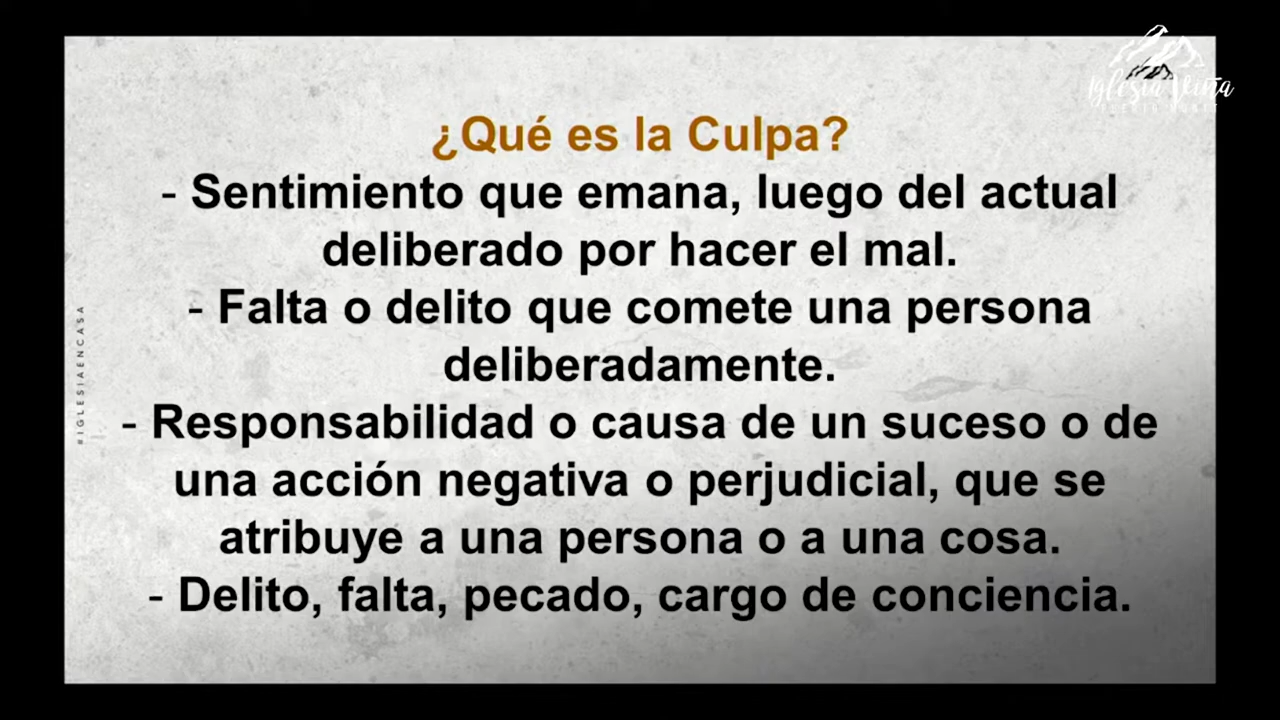 Iglesia Viña
¿Qué es la Culpa?
- Sentimiento que emana, luego del actual
deliberado por hacer el mal.
- Falta o delito que comete una persona
deliberadamente.
- Responsabilidad o causa de un suceso o de
una acción negativa o perjudicial, que se
atribuye a una persona o a una cosa.
- Delito, falta, pecado, cargo de conciencia.
#IGLESIAENCASA